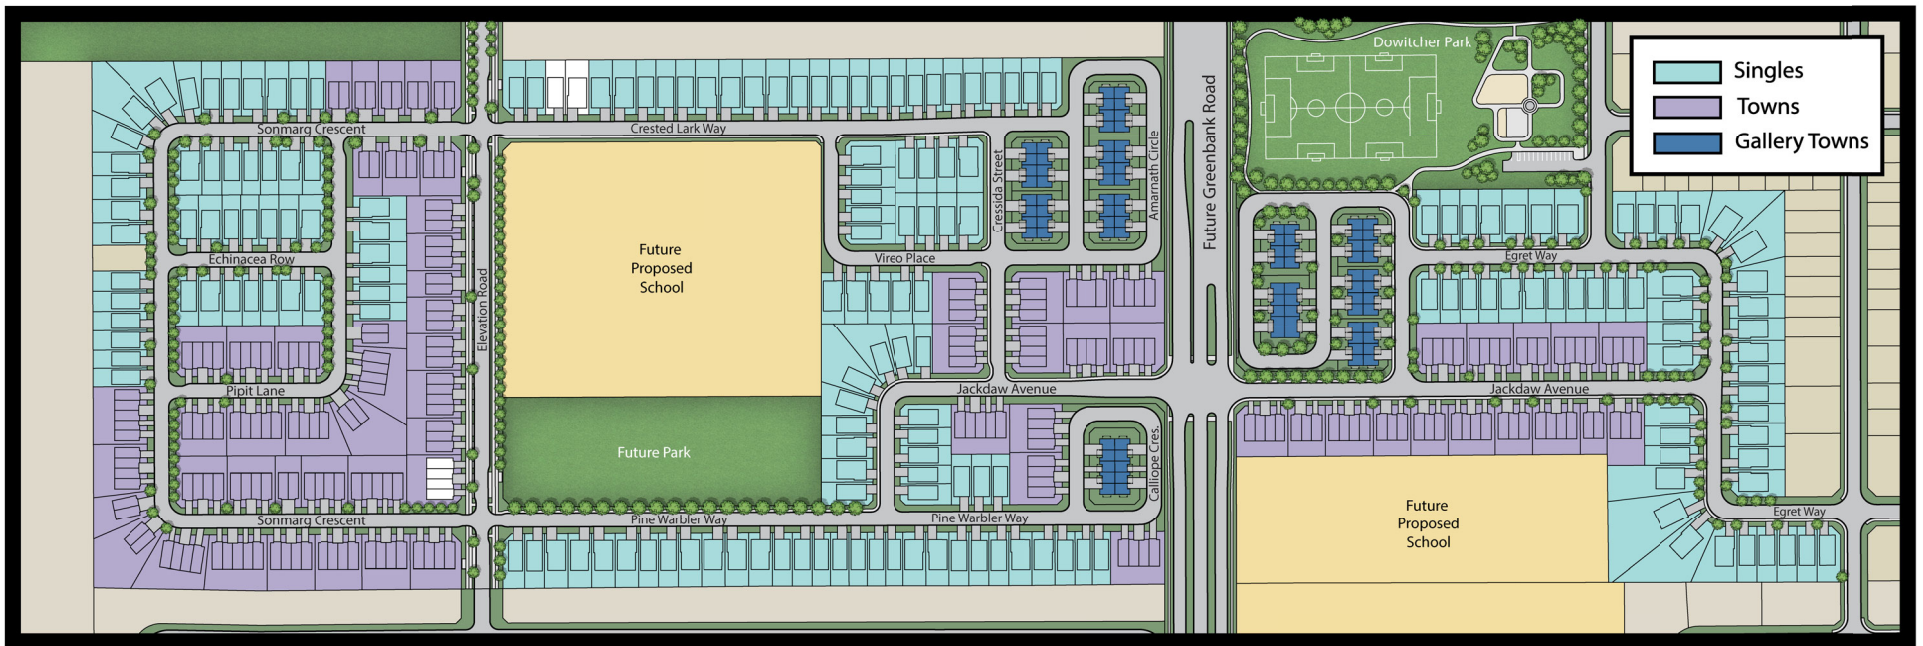 Dowitcher Park
Singles
Towns
Gallery Towns
Sonmarg Crescent
Crested Lark Way
Cressida Street
Amarnath Circle
Future Greenbank Road
Echinacea Row
Elevation Road
Future
Proposed
School
Vireo Place
Egret Way
Pipit Lane
Jackdaw Avenue
Jackdaw Avenue
Future Park
Calliope Cres.
Sonmarg Crescent
Pine Warbler Way
Pine Warbler Way
Future
Proposed
School
Egret Way